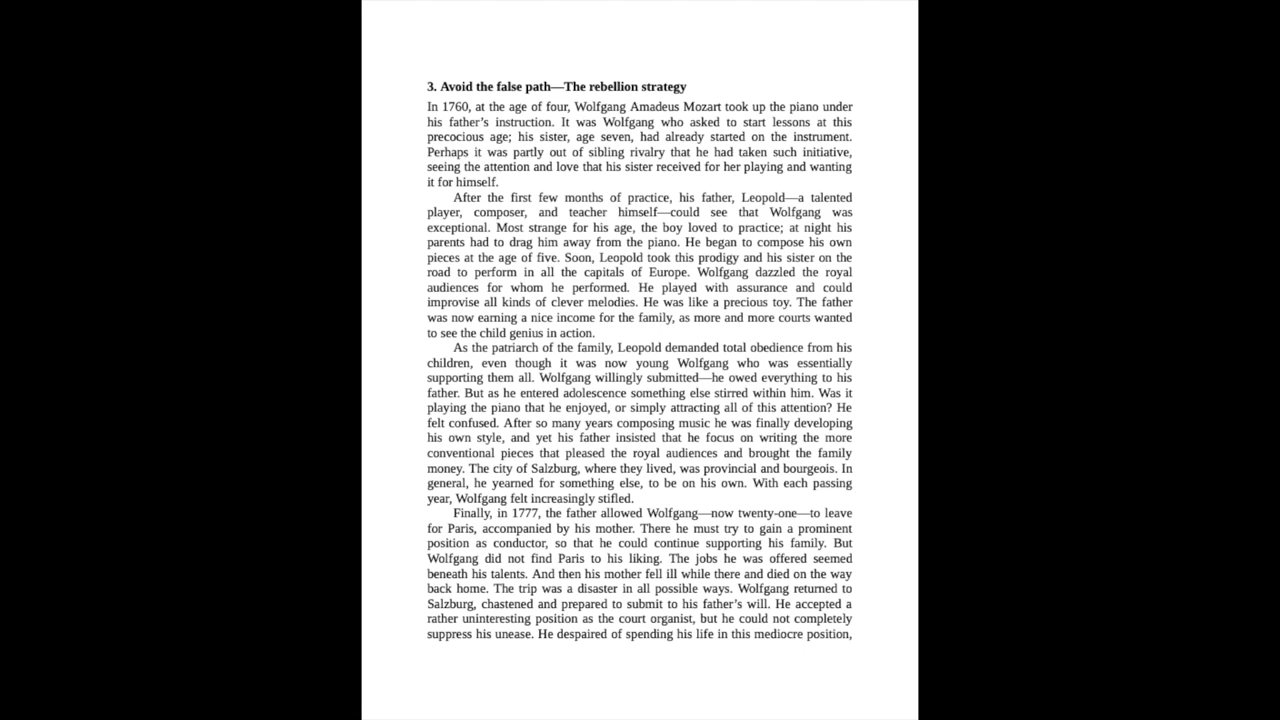 3. Avoid the false path—The rebellion strategy
In 1760, at the age of four, Wolfgang Amadeus Mozart took up the piano under
his father’s instruction. It was Wolfgang who asked to start lessons at this
precocious age; his sister, age seven, had already started on the instrument.
Perhaps it was partly out of sibling rivalry that he had taken such initiative,
seeing the attention and love that his sister received for her playing and wanting
it for himself.
After the first few months of practice, his father, Leopold—a talented
player, composer, and teacher himself—could see that Wolfgang was
exceptional. Most strange for his age, the boy loved to practice; at night his
parents had to drag him away from the piano. He began to compose his own
pieces at the age of five. Soon, Leopold took this prodigy and his sister on the
road to perform in all the capitals of Europe. Wolfgang dazzled the royal
audiences for whom he performed. He played with assurance and could
improvise all kinds of clever melodies. He was like a precious toy. The father
was now earning a nice income for the family, as more and more courts wanted
to see the child genius in action.
As the patriarch of the family, Leopold demanded total obedience from his
children, even though it was now young Wolfgang who was essentially
supporting them all. Wolfgang willingly submitted—he owed everything to his
father. But as he entered adolescence something else stirred within him. Was it
playing the piano that he enjoyed, or simply attracting all of this attention? He
felt confused. After so many years composing music he was finally developing
his own style, and yet his father insisted that he focus on writing the more
conventional pieces that pleased the royal audiences and brought the family
money. The city of Salzburg, where they lived, was provincial and bourgeois. In
general, he yearned for something else, to be on his own. With each passing
year, Wolfgang felt increasingly stifled.
Finally, in 1777, the father allowed Wolfgang—now twenty-one—to leave
for Paris, accompanied by his mother. There he must try to gain a prominent
position as conductor, so that he could continue supporting his family. But
Wolfgang did not find Paris to his liking. The jobs he was offered seemed
beneath his talents. And then his mother fell ill while there and died on the way
back home. The trip was a disaster in all possible ways. Wolfgang returned to
Salzburg, chastened and prepared to submit to his father’s will. He accepted a
rather uninteresting position as the court organist, but he could not completely
suppress his unease. He despaired of spending his life in this mediocre position,